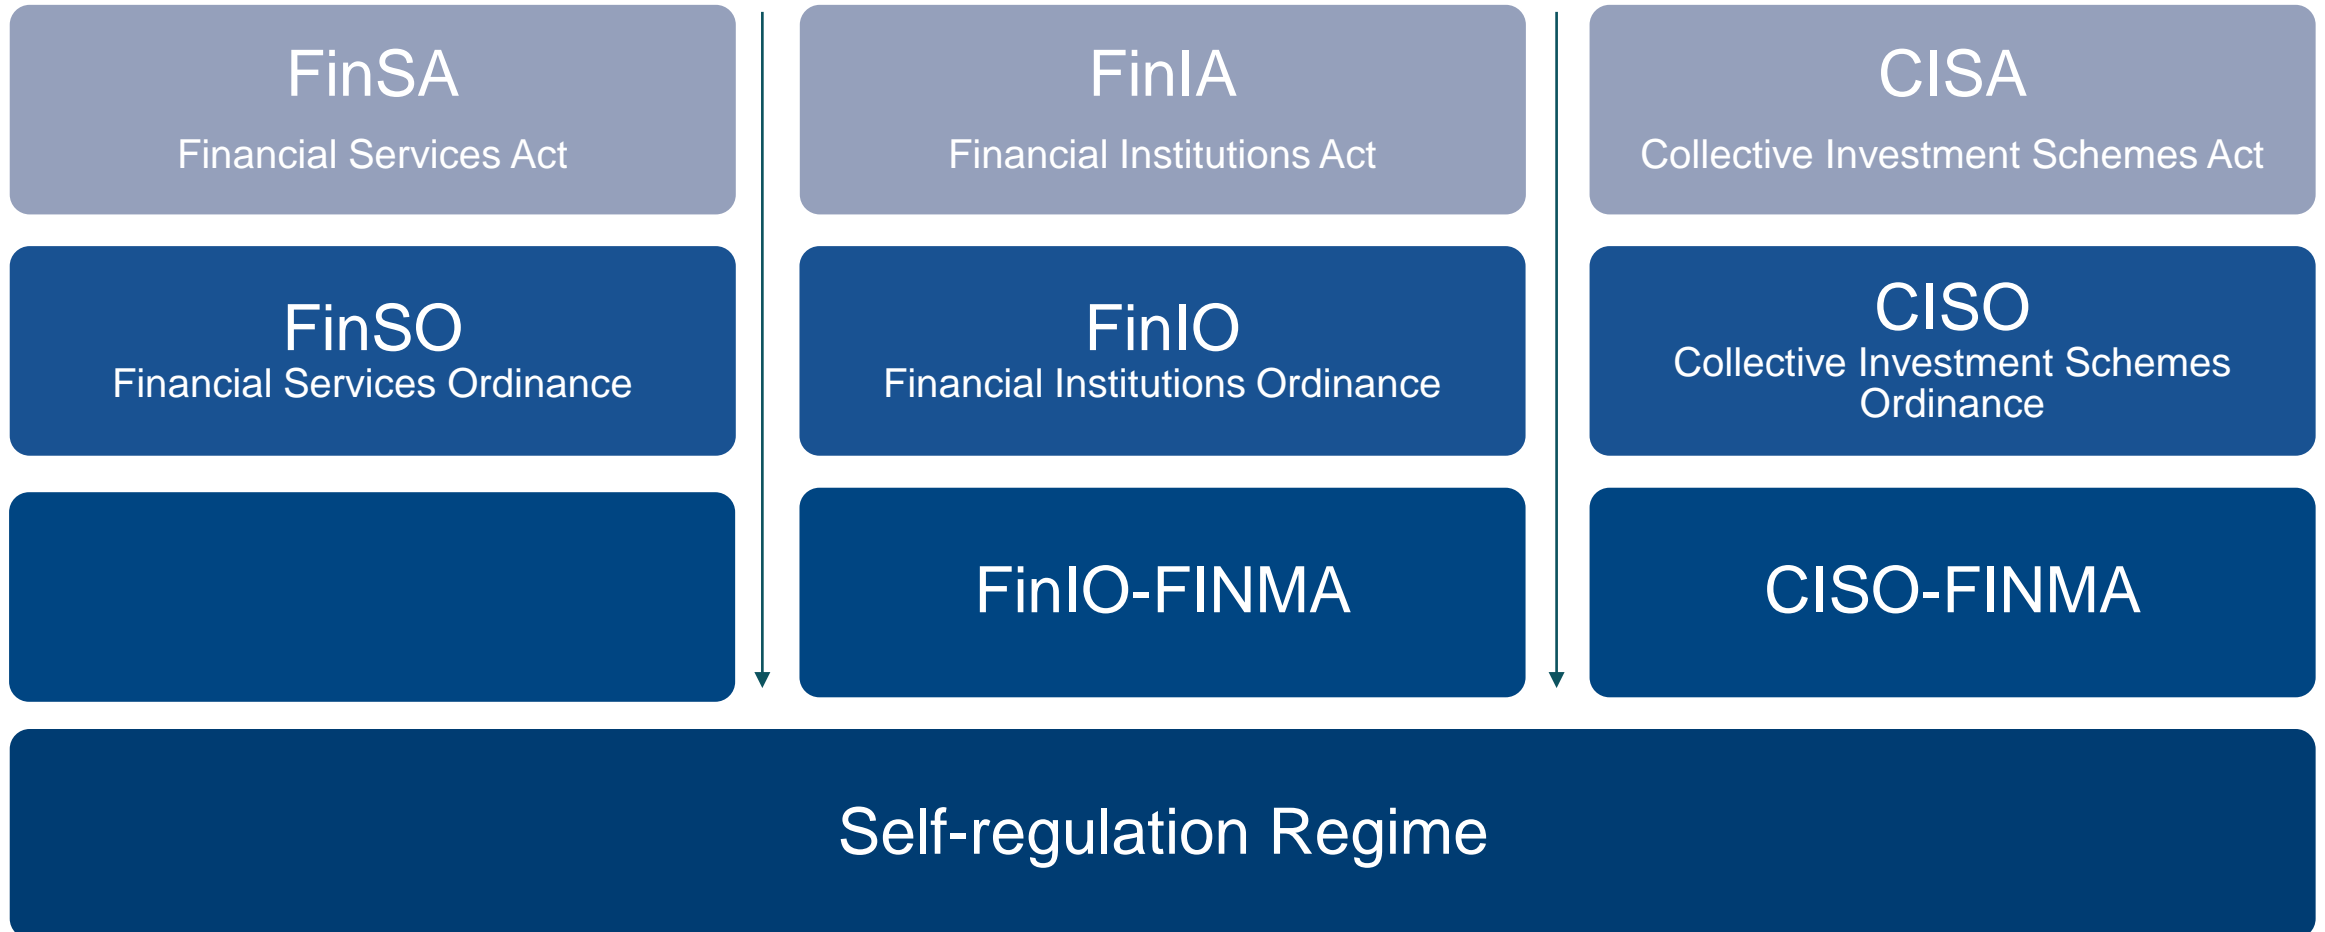 FinSA
Financial Services Act
FinIA
Financial Institutions Act
CISA
Collective Investment Schemes Act
FinSO
Financial Services Ordinance
FinIO
Financial Institutions Ordinance
CISO
Collective Investment Schemes
Ordinance
FinIO-FINMA
CISO-FINMA
Self-regulation Regime